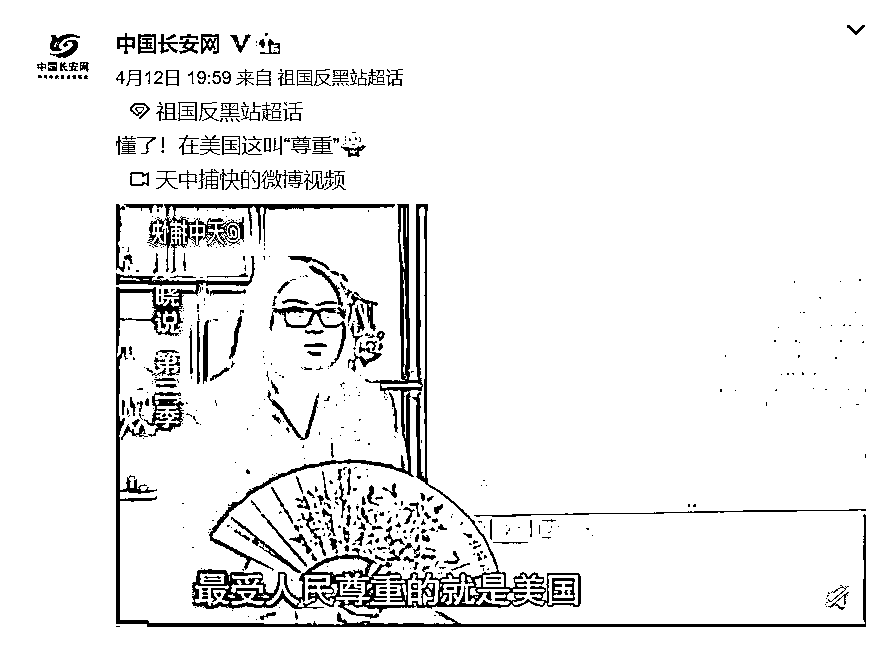 中国长安网
中国长安网
4月12日 19:59 来自 祖国反黑站超话
祖国反黑站超话
懂了！在美国这叫“尊重”
天中捕快的微博视频
@天中捕快
晓说 第三季
最受人民尊重的就是美国